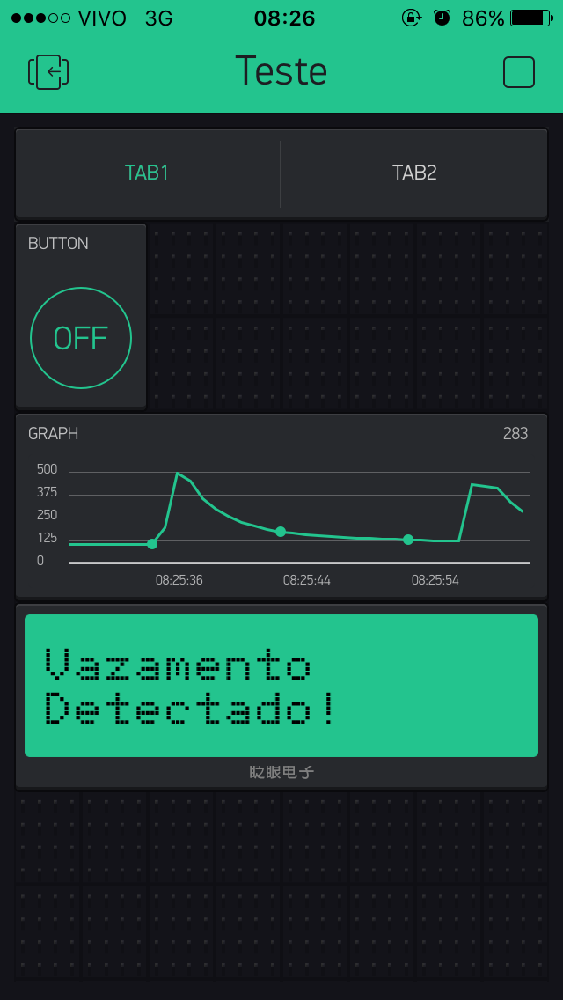 VIVO 3G 08:26 86%
Teste
TAB1 TAB2
BUTTON
OFF
GRAPH 283
500
375
250
125
0
08:25:36 08:25:44 08:25:54
Vazamento
Detectado!
眨眼电子